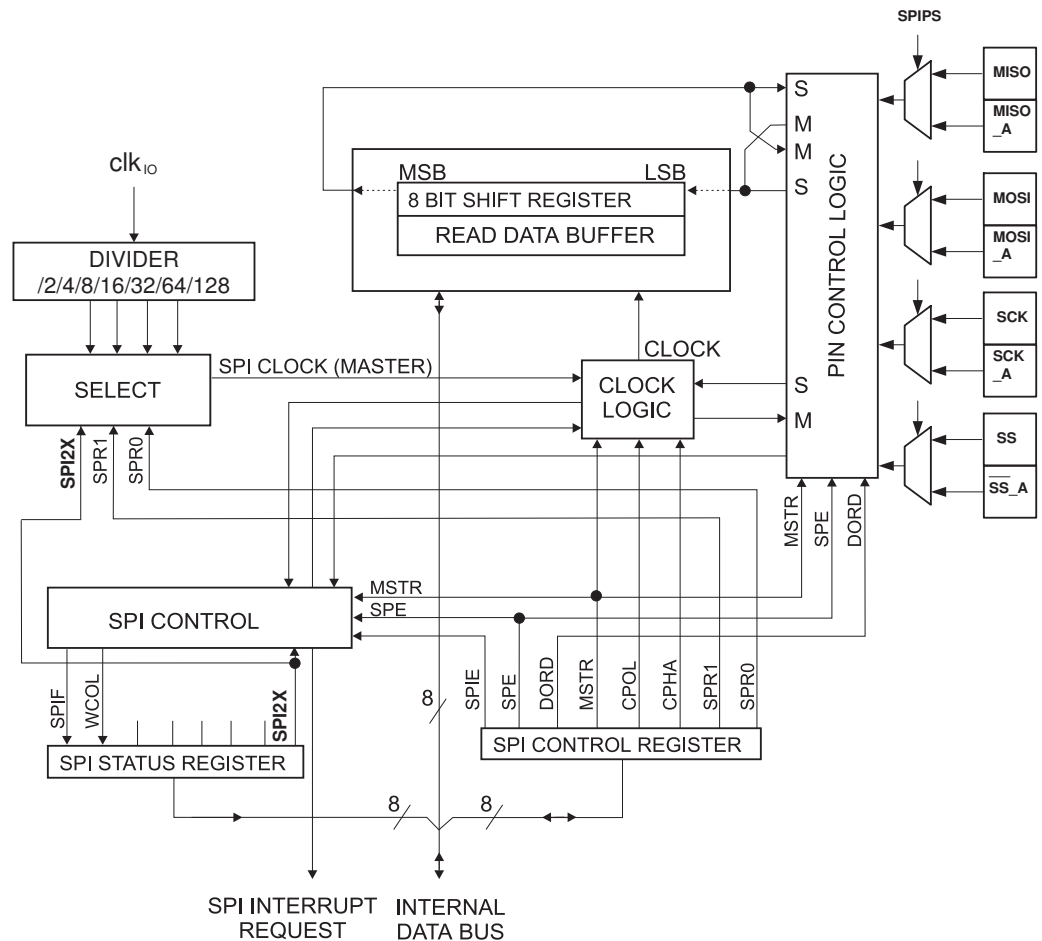 SPIPS
MISO
MISO
_A
MOSI
MOSI
_A
SCK
SCK
_A
SS
SS_A
S
M
M
S
PIN CONTROL LOGIC
S
M
MSTR
SPE
DORD
clkIO
DIVIDER
/2/4/8/16/32/64/128
SELECT
SPI2X
SPR1
SPR0
MSB
LSB
8 BIT SHIFT REGISTER
READ DATA BUFFER
SPI CLOCK (MASTER)
CLOCK
CLOCK
LOGIC
MSTR
SPE
SPI CONTROL
SPIF
WCOL
SPI2X
SPI STATUS REGISTER
8
SPIE
SPE
DORD
MSTR
CPOL
CPHA
SPR1
SPR0
SPI CONTROL REGISTER
8
8
SPI INTERRUPT
REQUEST
INTERNAL
DATA BUS